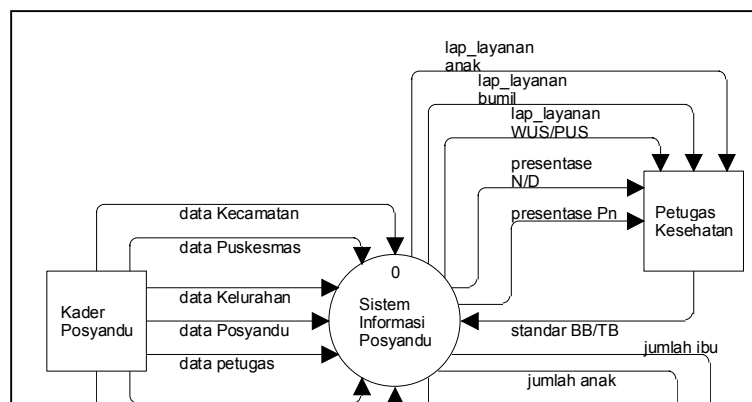 lap_layanan
anak
lap_layanan
bumil
lap_layanan
WUS/PUS
presentase
N/D
presentase Pn
Petugas
Kesehatan
data Kecamatan
data Puskesmas
data Kelurahan
data Posyandu
data petugas
Kader
Posyandu
0
Sistem
Informasi
Posyandu
standar BB/TB
jumlah ibu
jumlah anak